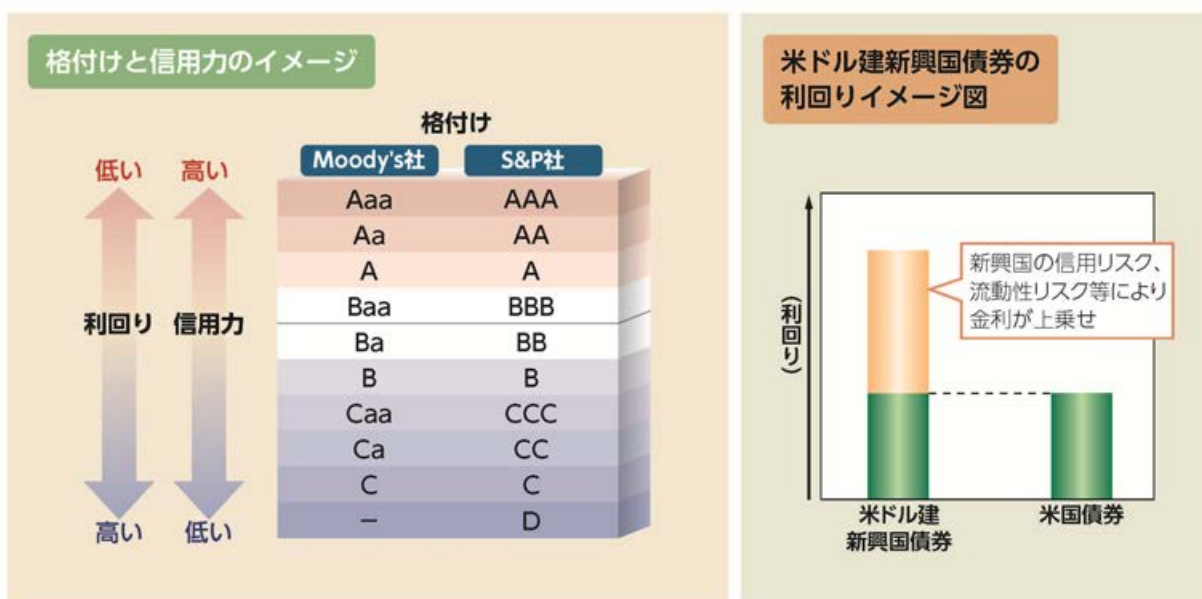 格付けと信用力のイメージ
格付け
Moody's社 S&P社
低い 高い
利回り 信用力
高い 低い
Aaa AAA
Aa AA
A A
Baa BBB
Ba BB
B B
Caa CCC
Ca CC
C C
– D
米ドル建新興国債券の
利回りイメージ図
(利回り)
新興国の信用リスク、
流動性リスク等により
金利が上乗せ
米ドル建
新興国債券
米国債券